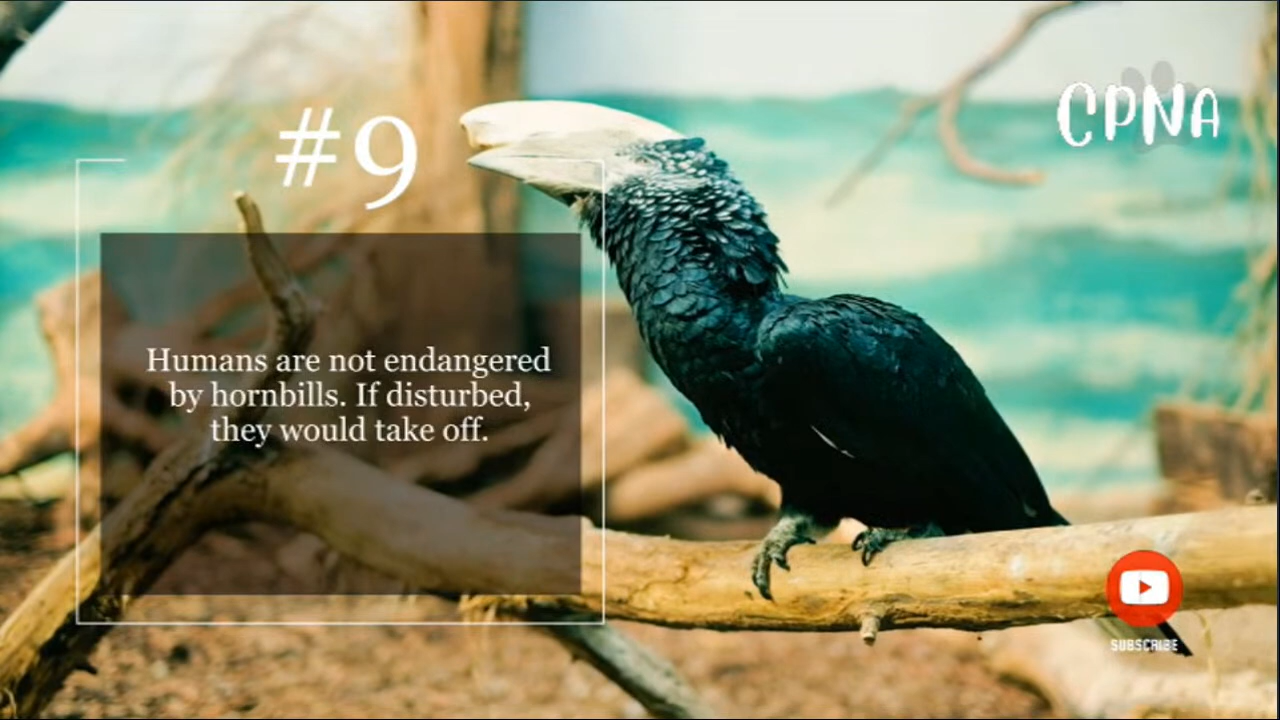 #9
CPNA
Humans are not endangered
by hornbills. If disturbed,
they would take off.
SUBSCRIBE